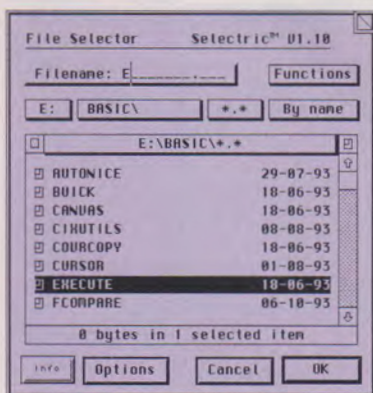 File Selector Selectric™ V1.10
Filename: E_______.___ Functions
E: BASIC\ *.* By name
E:\BASIC\*.*
AUTONICE 29-07-93
BUICK 18-06-93
CANVAS 18-06-93
CIXUTILS 08-08-93
COURCOPY 18-06-93
CURSOR 01-08-93
EXECUTE 18-06-93
FCOMPARE 06-10-93
0 bytes in 1 selected item
Info Options Cancel OK